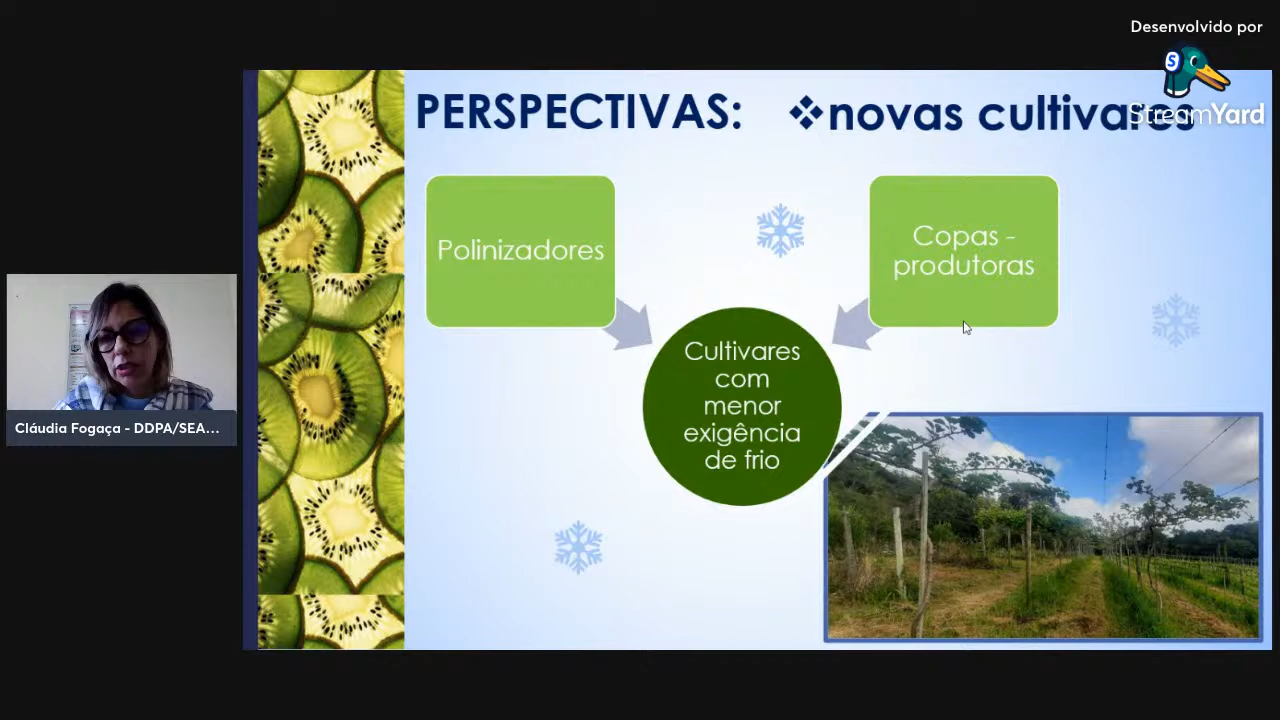 Desenvolvido por
S
StreamYard
PERSPECTIVAS: ❖novas cultivares
Polinizadores
Copas -
produtoras
Cultivares
com
menor
exigência
de frio
Cláudia Fogaça - DDPA/SEA...